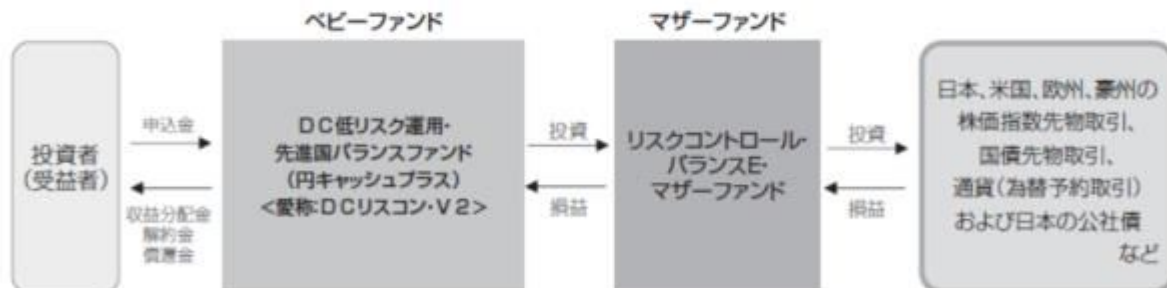 ベビーファンド
マザーファンド
投資者
(受益者)
申込金
収益分配金
解約金
償還金
DC低リスク運用・
先進国バランスファンド
(円キャッシュプラス)
<愛称:DCリスコン・V2>
投資
損益
リスクコントロール・
バランスE・
マザーファンド
投資
損益
日本、米国、欧州、豪州の
株価指数先物取引、
国債先物取引、
通貨(為替予約取引)
および日本の公社債
など